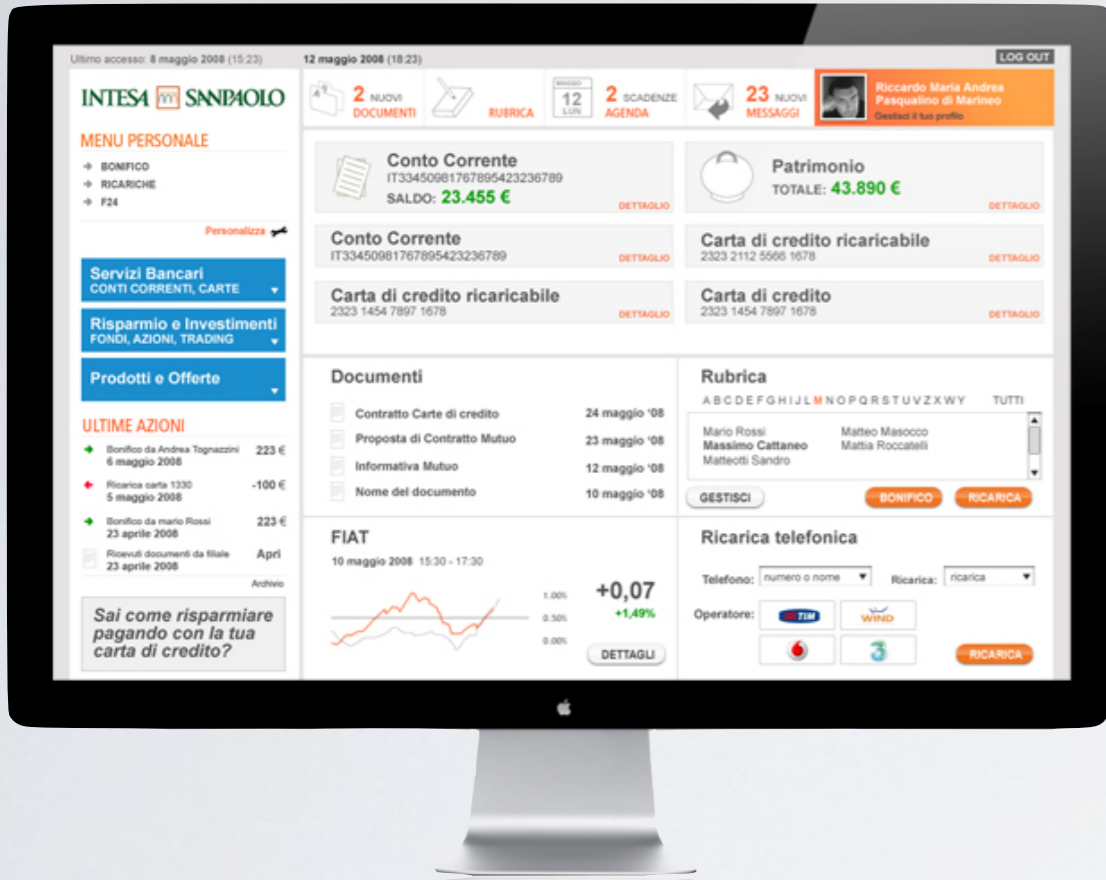 Ultimo accesso: 8 maggio 2008 (15:23)
12 maggio 2008 (18:23)
LOG OUT
INTESA SANPAOLO
2 NUOVI
DOCUMENTI
RUBRICA
MAGGIO
12
LUN
2 SCADENZE
AGENDA
23 NUOVI
MESSAGGI
Riccardo Maria Andrea
Pasqualino di Marineo
Gestisci il tuo profilo
MENU PERSONALE
BONIFICO
RICARICHE
F24
Personalizza
Servizi Bancari
CONTI CORRENTI, CARTE
Risparmio e Investimenti
FONDI, AZIONI, TRADING
Prodotti e Offerte
ULTIME AZIONI
Bonifico da Andrea Tognazzini 223 €
6 maggio 2008
Ricarica carta 1330 -100 €
5 maggio 2008
Bonifico da mario Rossi 223 €
23 aprile 2008
Ricevuti documenti da filiale Apri
23 aprile 2008
Archivio
Sai come risparmiare
pagando con la tua
carta di credito?
Conto Corrente
IT33450981767895423236789
SALDO: 23.455 €
DETTAGLIO
Patrimonio
TOTALE: 43.890 €
DETTAGLIO
Conto Corrente
IT33450981767895423236789
DETTAGLIO
Carta di credito ricaricabile
2323 2112 5566 1678
DETTAGLIO
Carta di credito ricaricabile
2323 1454 7897 1678
DETTAGLIO
Carta di credito
2323 1454 7897 1678
DETTAGLIO
Documenti
Contratto Carte di credito 24 maggio '08
Proposta di Contratto Mutuo 23 maggio '08
Informativa Mutuo 12 maggio '08
Nome del documento 10 maggio '08
Rubrica
A B C D E F G H I J L M N O P Q R S T U V Z X W Y TUTTI
Mario Rossi Matteo Masocco
Massimo Cattaneo Mattia Roccatelli
Matteotti Sandro
GESTISCI
BONIFICO
RICARICA
FIAT
10 maggio 2008 15:30 - 17:30
1.00%
0.50%
0.00%
+0,07
+1,49%
DETTAGLI
Ricarica telefonica
Telefono: numero o nome Ricarica: ricarica
Operatore: TIM WIND
3
RICARICA